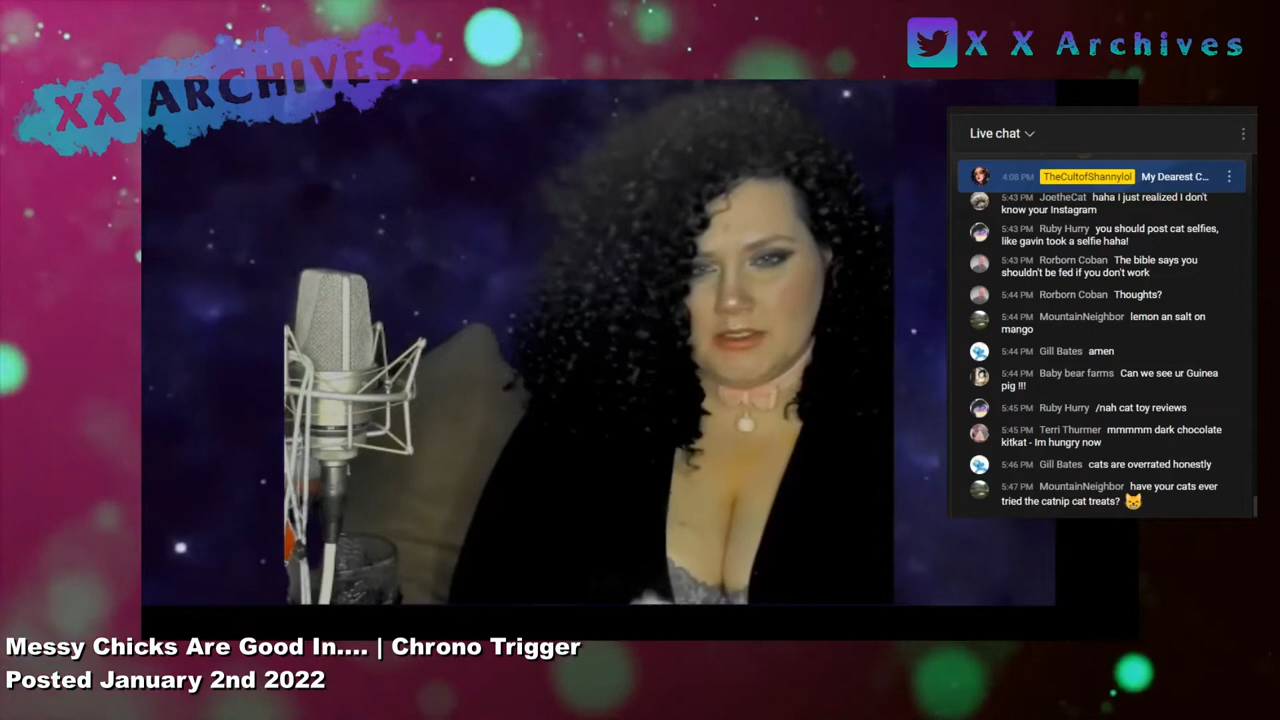 XX ARCHIVES
X X Archives
Live chat
4:08 PM TheCultofShannylol My Dearest C...
5:43 PM JoetheCat haha I just realized I don't
know your Instagram
5:43 PM Ruby Hurry you should post cat selfies,
like gavin took a selfie haha!
5:43 PM Rorborn Coban The bible says you
shouldn't be fed if you don't work
5:44 PM Rorborn Coban Thoughts?
5:44 PM MountainNeighbor lemon an salt on
mango
5:44 PM Gill Bates amen
5:44 PM Baby bear farms Can we see ur Guinea
pig !!!
5:45 PM Ruby Hurry /nah cat toy reviews
5:45 PM Terri Thurmer mmmmm dark chocolate
kitkat - Im hungry now
5:46 PM Gill Bates cats are overrated honestly
5:47 PM MountainNeighbor have your cats ever
tried the catnip cat treats?
Messy Chicks Are Good In.... | Chrono Trigger
Posted January 2nd 2022